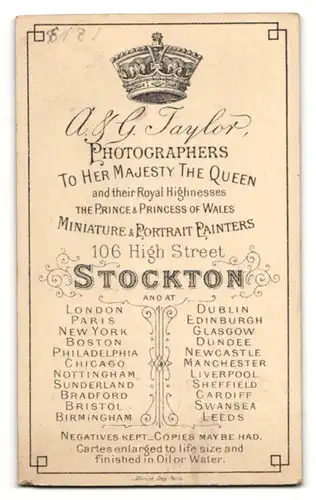 A. & G. Taylor,
PHOTOGRAPHERS
TO HER MAJESTY THE QUEEN
and their Royal Highnesses
THE PRINCE & PRINCESS OF WALES
MINIATURE & PORTRAIT PAINTERS
106 High Street
STOCKTON
AND AT
LONDON
PARIS
NEW YORK
BOSTON
PHILADELPHIA
CHICAGO
NOTTINGHAM
SUNDERLAND
BRADFORD
BRISTOL
BIRMINGHAM
DUBLIN
EDINBURGH
GLASGOW
DUNDEE
NEWCASTLE
MANCHESTER
LIVERPOOL
SHEFFIELD
CARDIFF
SWANSEA
LEEDS
NEGATIVES KEPT_COPIES MAY BE HAD.
Cartes enlarged to life size and
finished in Oil or Water.